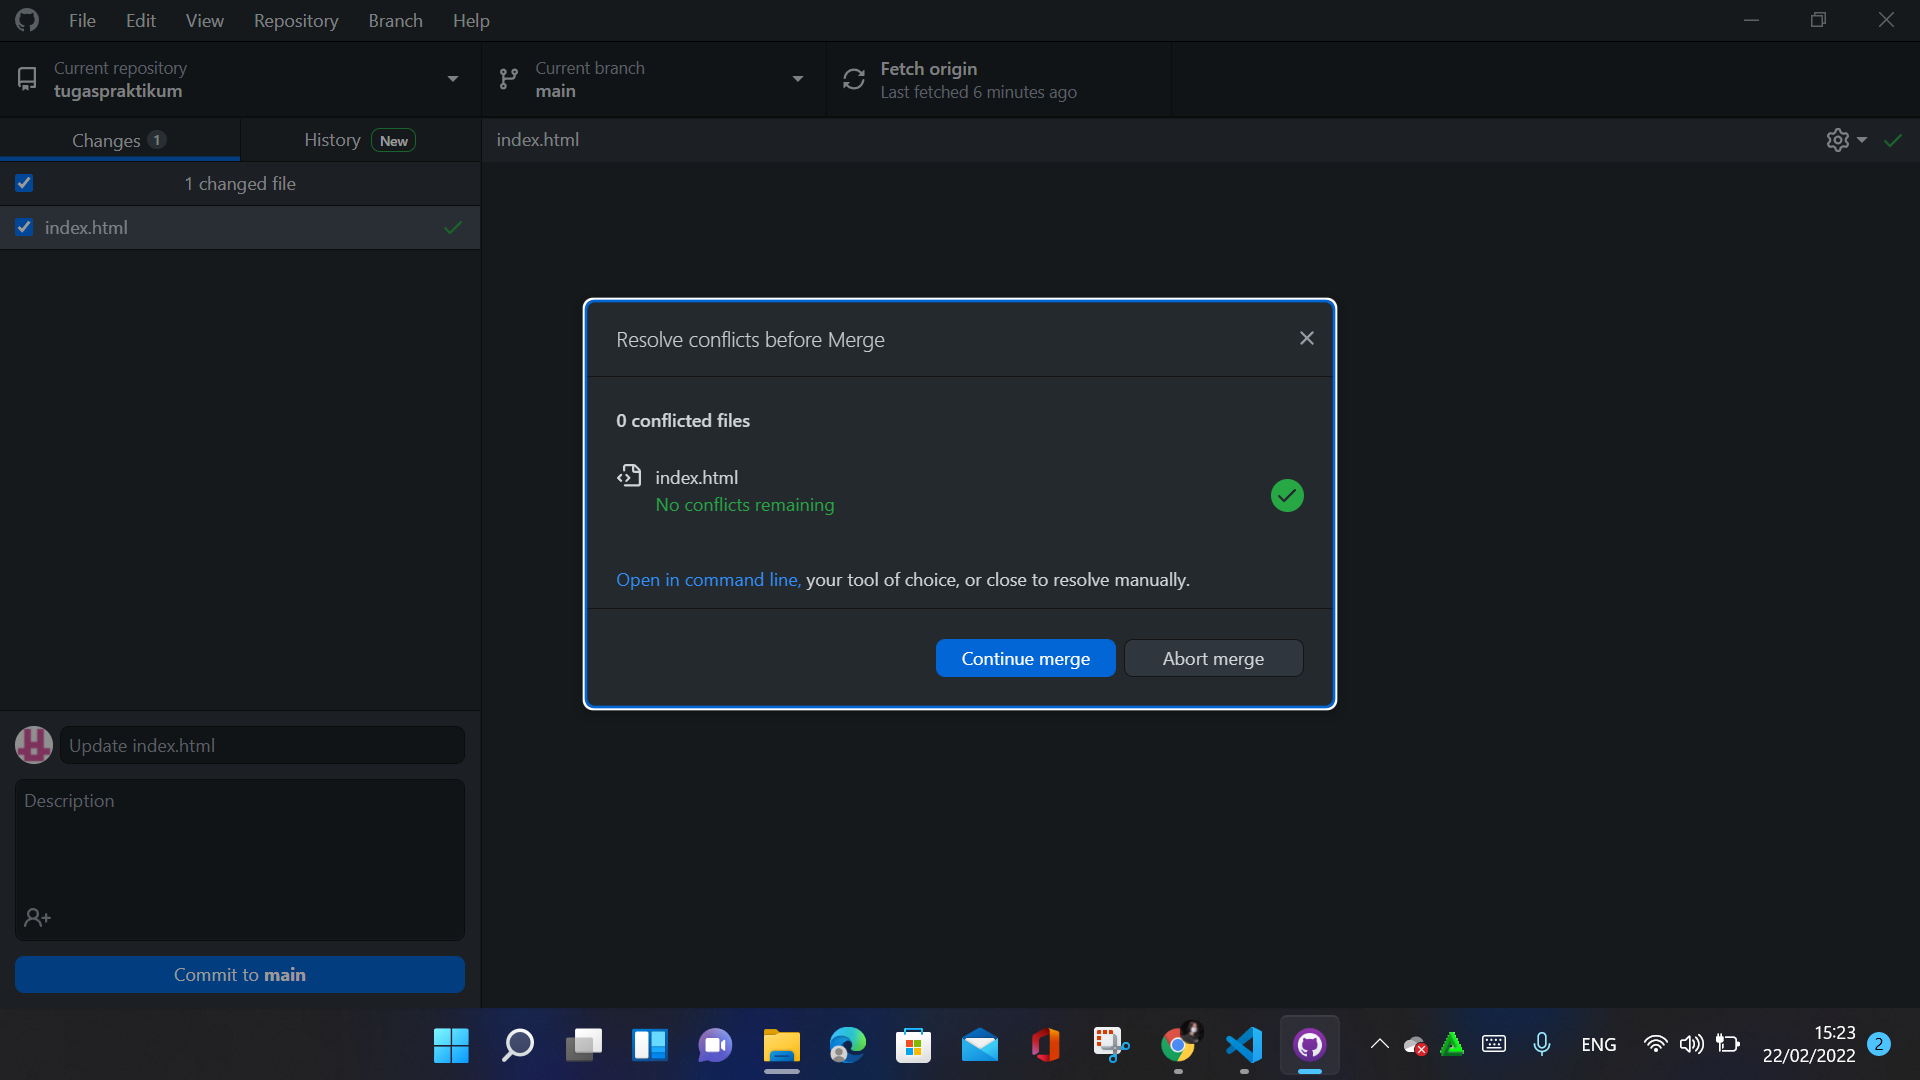 File Edit View Repository Branch Help
Current repository
tugaspraktikum
Current branch
main
Fetch origin
Last fetched 6 minutes ago
Changes 1
History New
index.html
1 changed file
index.html
Resolve conflicts before Merge
0 conflicted files
index.html
No conflicts remaining
Open in command line, your tool of choice, or close to resolve manually.
Continue merge
Abort merge
Update index.html
Description
Commit to main
ENG
15:23
22/02/2022
2